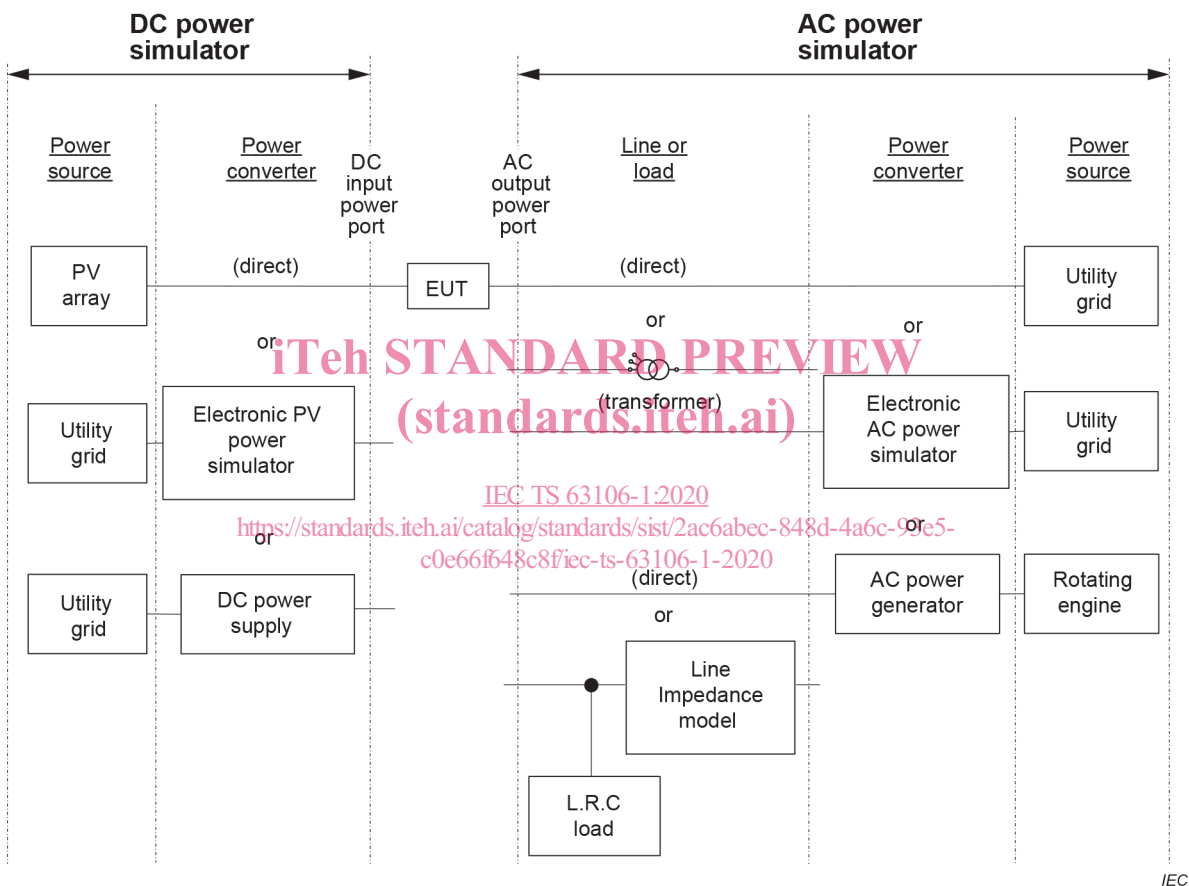 DC power
simulator
AC power
simulator
Power
source
Power
converter
DC
input
power
port
AC
output
power
port
Line or
load
Power
converter
Power
source
PV
array
(direct)
EUT
(direct)
Utility
grid
or
or
or
iTeh STANDARD PREVIEW
(standards.iteh.ai)
(transformer)
Utility
grid
Electronic PV
power
simulator
Electronic
AC power
simulator
Utility
grid
IEC TS 63106-1:2020
https://standards.iteh.ai/catalog/standards/sist/2ac6abec-848d-4a6c-93e5-
c0e66f648c8f/iec-ts-63106-1-2020
or
or
Utility
grid
DC power
supply
(direct)
or
AC power
generator
Rotating
engine
Line
Impedance
model
L.R.C
load
IEC